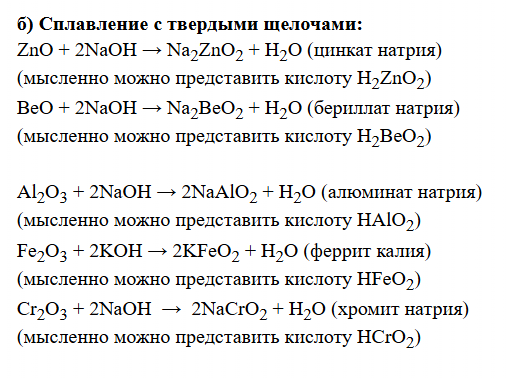 б) Сплавление с твердыми щелочами:
ZnO + 2NaOH → Na₂ZnO₂ + H₂O (цинкат натрия)
(мысленно можно представить кислоту H₂ZnO₂)
BeO + 2NaOH → Na₂BeO₂ + H₂O (бериллат натрия)
(мысленно можно представить кислоту H₂BeO₂)
Al₂O₃ + 2NaOH → 2NaAlO₂ + H₂O (алюминат натрия)
(мысленно можно представить кислоту HAlO₂)
Fe₂O₃ + 2KOH → 2KFeO₂ + H₂O (феррит калия)
(мысленно можно представить кислоту HFeO₂)
Cr₂O₃ + 2NaOH → 2NaCrO₂ + H₂O (хромит натрия)
(мысленно можно представить кислоту HCrO₂)